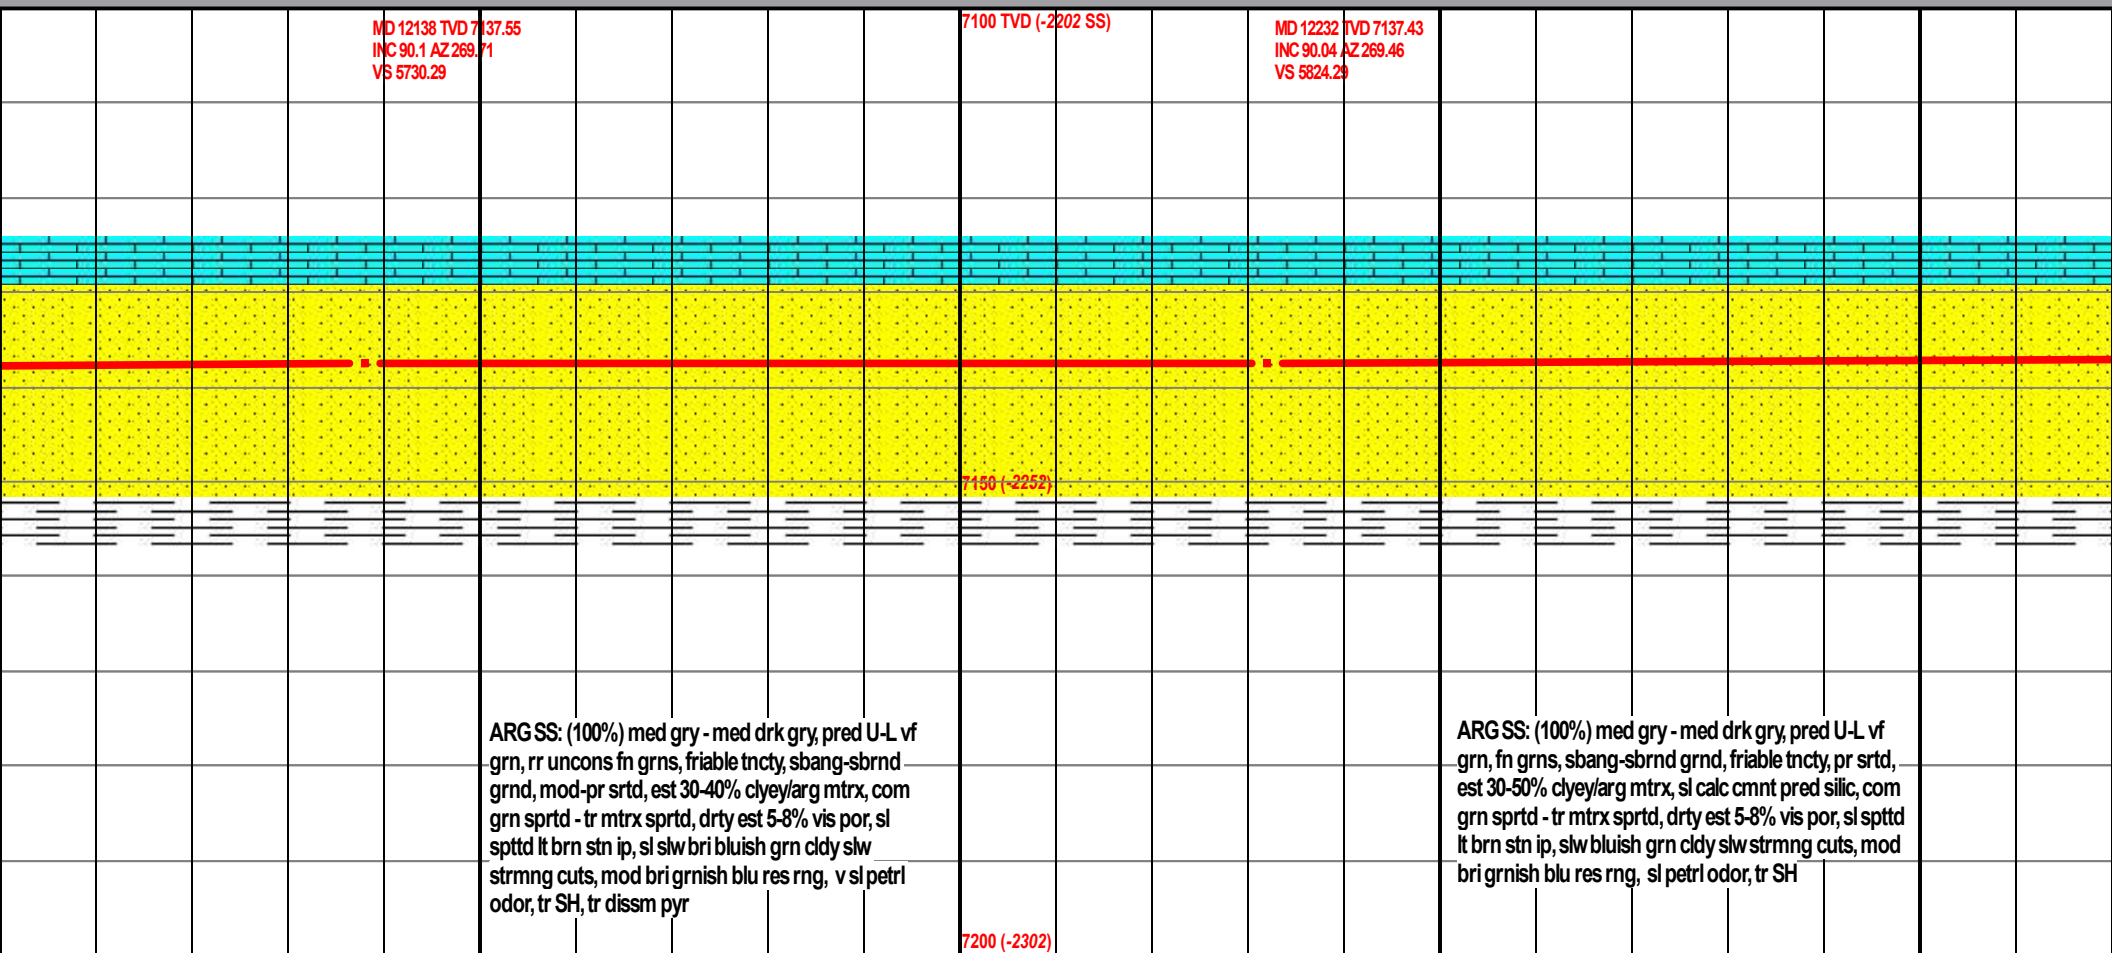 MD 12138 TVD 7137.55
INC 90.1 AZ 269.71
VS 5730.29
7100 TVD (-2202 SS)
MD 12232 TVD 7137.43
INC 90.04 AZ 269.46
VS 5824.29
7150 (-2252)
ARG SS: (100%) med gry - med drk gry, pred U-L vf
grn, rr uncons fn grns, friable tncty, sbang-sbrnd
grnd, mod-pr srtd, est 30-40% clyey/arg mtrx, com
grn sprtd - tr mtrx sprtd, drty est 5-8% vis por, sl
spttd lt brn stn ip, sl slw bri bluish grn cldy slw
strmng cuts, mod bri grnish blu res rng, v sl petrl
odor, tr SH, tr dissm pyr
ARG SS: (100%) med gry - med drk gry, pred U-L vf
grn, fn grns, sbang-sbrnd grnd, friable tncty, pr srtd,
est 30-50% clyey/arg mtrx, sl calc cmnt pred silic, com
grn sprtd - tr mtrx sprtd, drty est 5-8% vis por, sl spttd
lt brn stn ip, slw bluish grn cldy slw strmng cuts, mod
bri grnish blu res rng, sl petrl odor, tr SH
7200 (-2302)